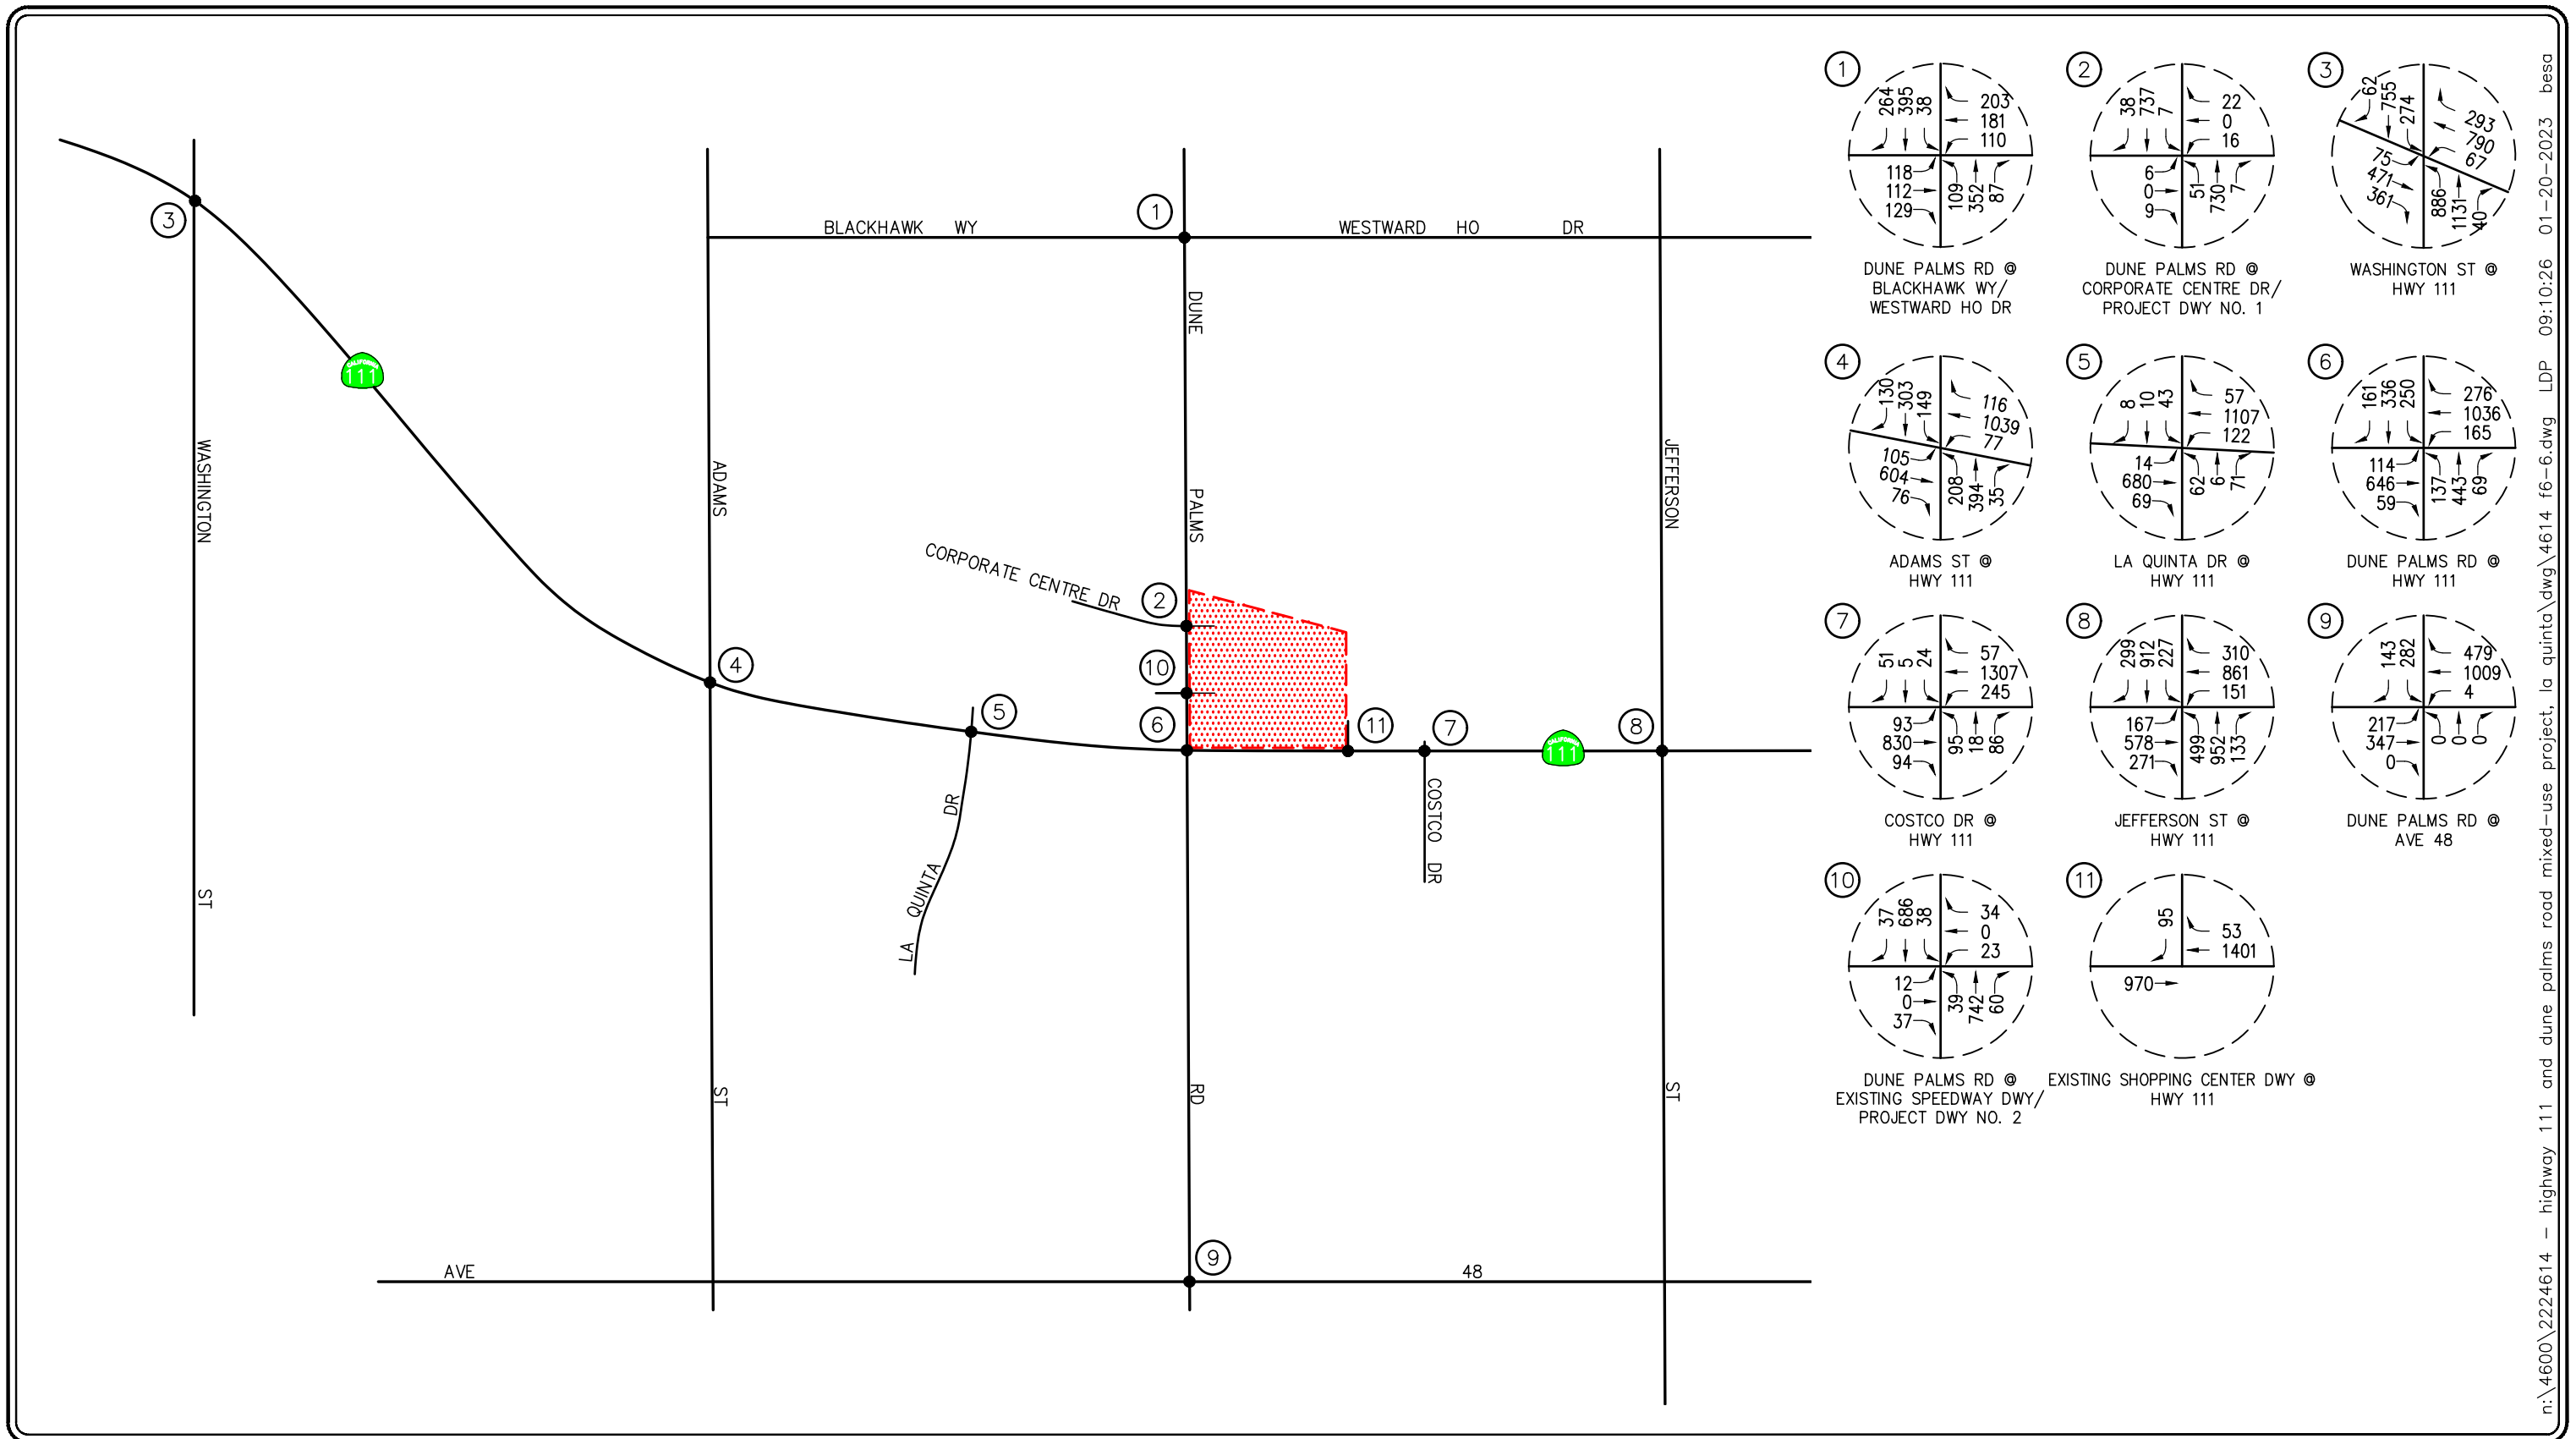 BLACKHAWK WY
WESTWARD HO DR
WASHINGTON
ST
ADAMS
ST
DUNE
PALMS
RD
JEFFERSON
ST
CORPORATE CENTRE DR
LA QUINTA DR
COSTCO DR
AVE 48
CALIFORNIA
111
CALIFORNIA
111
1
2
3
4
5
6
7
8
9
10
11
1
264 395 38
203
181
110
118
112
129
109 352 87
DUNE PALMS RD @
BLACKHAWK WY/
WESTWARD HO DR
2
38 737 7
22
0
16
6
0
9
51 730 7
DUNE PALMS RD @
CORPORATE CENTRE DR/
PROJECT DWY NO. 1
3
62 755 274
293
790
67
75
471
361
886 1131 40
WASHINGTON ST @
HWY 111
4
130 303 149
116
1039
77
105
604
76
208 394 35
ADAMS ST @
HWY 111
5
8 10 43
57
1107
122
14
680
69
62 6 71
LA QUINTA DR @
HWY 111
6
161 336 250
276
1036
165
114
646
59
137 443 69
DUNE PALMS RD @
HWY 111
7
51 5 24
57
1307
245
93
830
94
95 18 86
COSTCO DR @
HWY 111
8
299 912 227
310
861
151
167
578
271
499 952 133
JEFFERSON ST @
HWY 111
9
143 282
479
1009
4
217
347
0
0 0 0
DUNE PALMS RD @
AVE 48
10
37 686 38
34
0
23
12
0
37
39 742 60
DUNE PALMS RD @
EXISTING SPEEDWAY DWY/
PROJECT DWY NO. 2
11
95
53
1401
970
EXISTING SHOPPING CENTER DWY @
HWY 111
n:\4600\2224614 - highway 111 and dune palms road mixed-use project, la quinta\dwg\4614 f6-6.dwg LDP 09:10:26 01-20-2023 besa